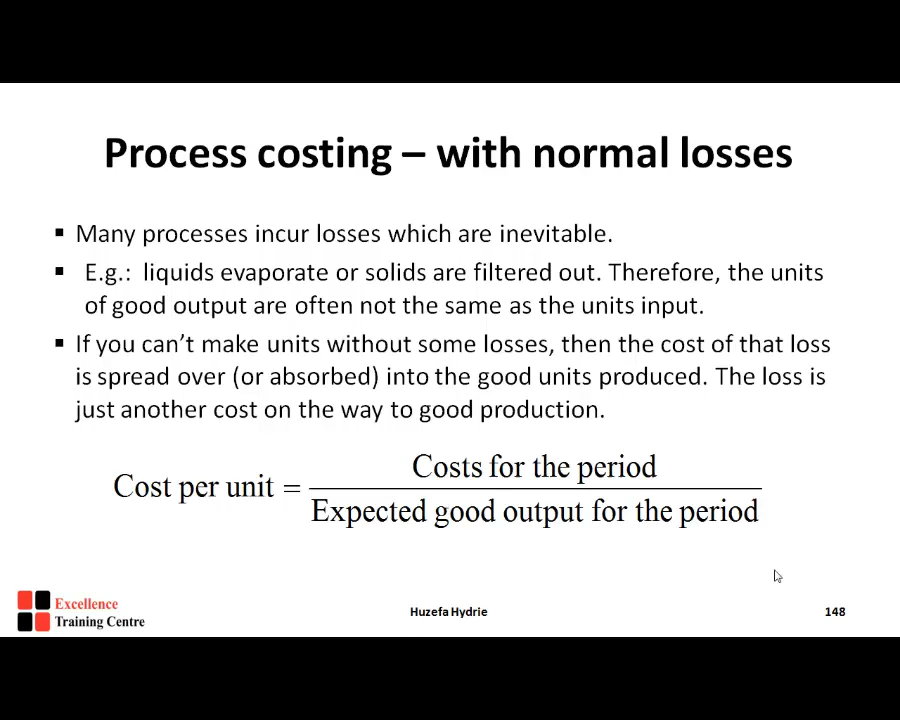 Process costing – with normal losses
▪ Many processes incur losses which are inevitable.
▪ E.g.: liquids evaporate or solids are filtered out. Therefore, the units
of good output are often not the same as the units input.
▪ If you can’t make units without some losses, then the cost of that loss
is spread over (or absorbed) into the good units produced. The loss is
just another cost on the way to good production.
Costs for the period
Cost per unit =
Expected good output for the period
Excellence
Training Centre
Huzefa Hydrie
148